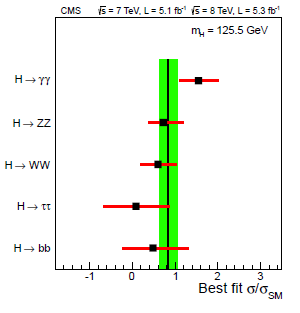 CMS √s = 7 TeV, L = 5.1 fb⁻¹ √s = 8 TeV, L = 5.3 fb⁻¹
m_H = 125.5 GeV
H → γγ
H → ZZ
H → WW
H → ττ
H → bb
-1 0 1 2 3
Best fit σ/σ_SM